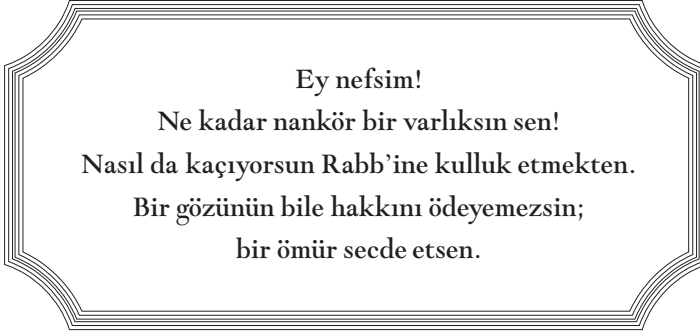 Ey nefsim!
Ne kadar nankör bir varlıksın sen!
Nasıl da kaçıyorsun Rabb’ine kulluk etmekten.
Bir gözünün bile hakkını ödeyemezsin;
bir ömür secde etsen.